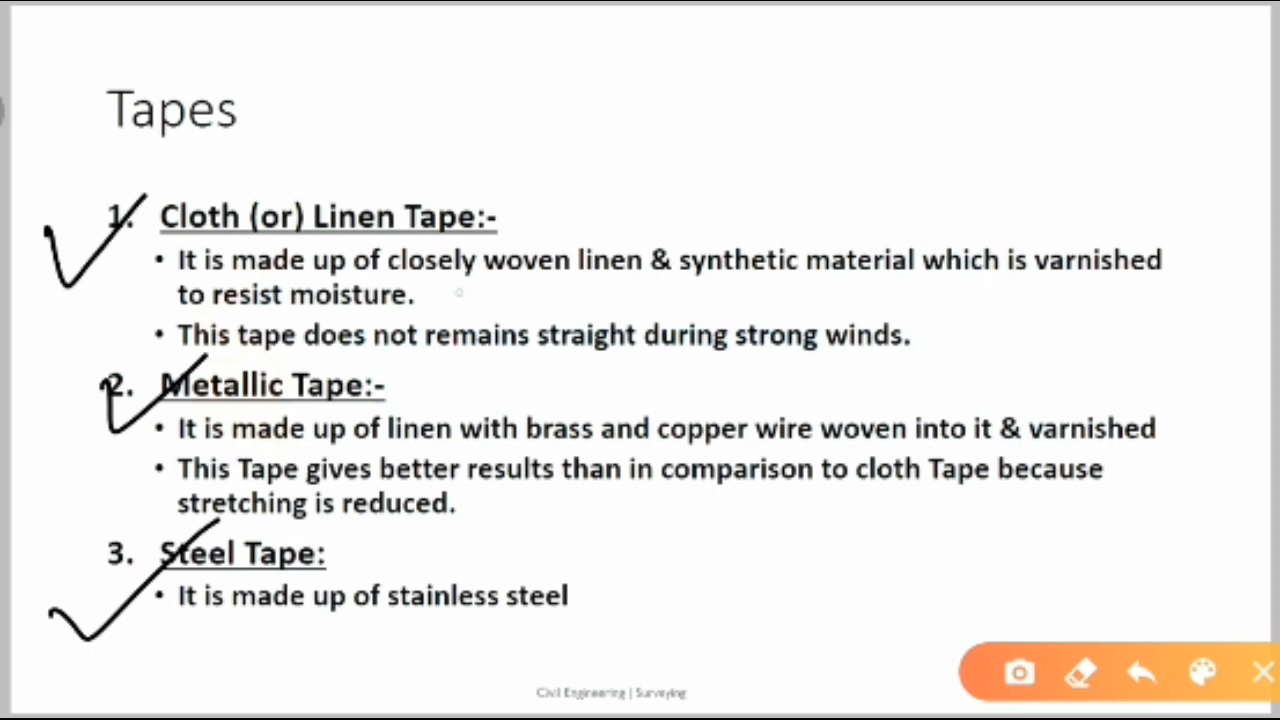 Tapes
1. Cloth (or) Linen Tape:-
• It is made up of closely woven linen & synthetic material which is varnished
to resist moisture.
• This tape does not remains straight during strong winds.
2. Metallic Tape:-
• It is made up of linen with brass and copper wire woven into it & varnished
• This Tape gives better results than in comparison to cloth Tape because
stretching is reduced.
3. Steel Tape:
• It is made up of stainless steel
Civil Engineering | Surveying